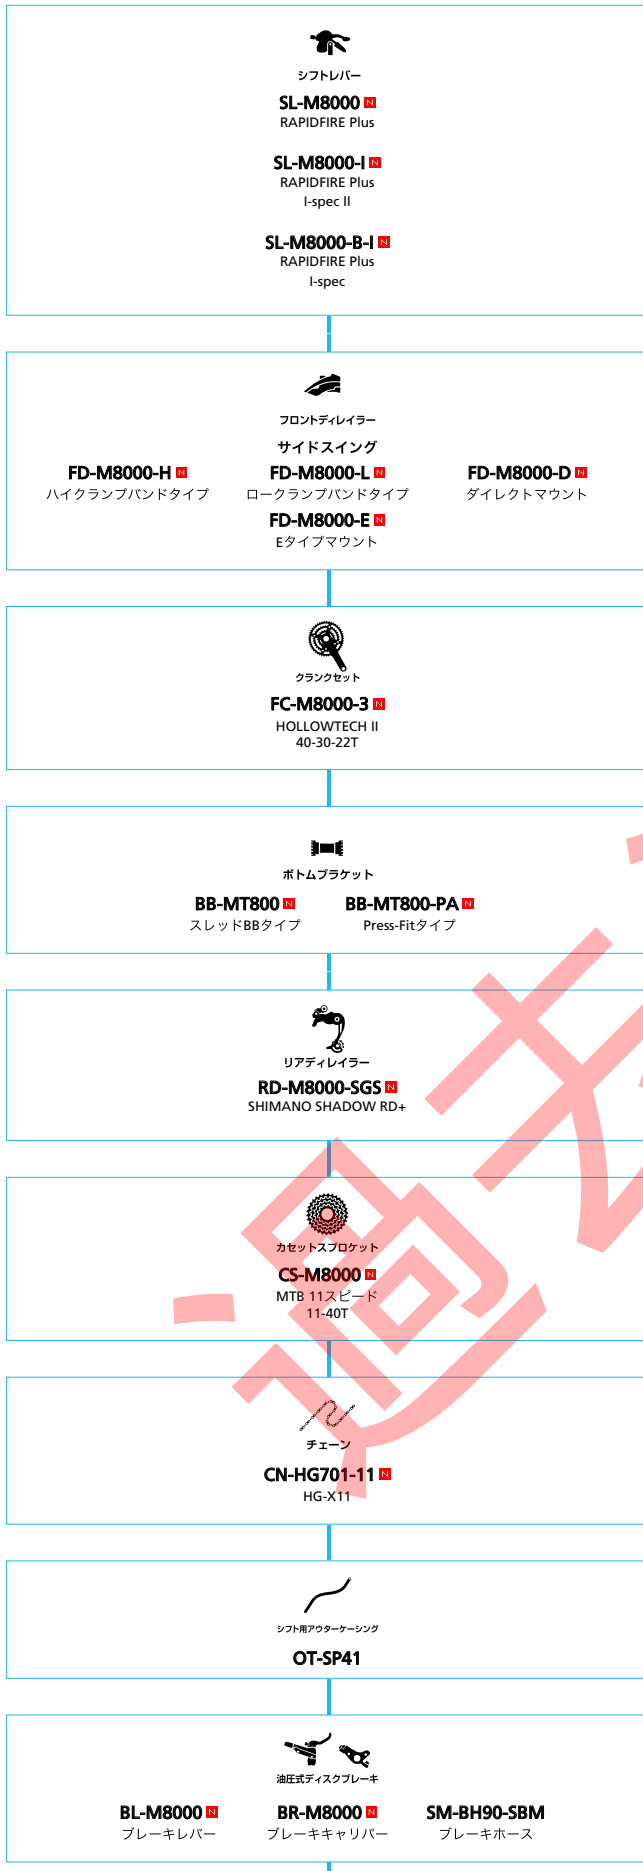 シフトレバー
SL-M8000 N
RAPIDFIRE Plus
SL-M8000-I N
RAPIDFIRE Plus
I-spec II
SL-M8000-B-I N
RAPIDFIRE Plus
I-spec
フロントディレイラー
サイドスイング
FD-M8000-H N FD-M8000-L N FD-M8000-D N
ハイクランプバンドタイプ ロークランプバンドタイプ ダイレクトマウント
FD-M8000-E N
Eタイプマウント
クランクセット
FC-M8000-3 N
HOLLOWTECH II
40-30-22T
ボトムブラケット
BB-MT800 N BB-MT800-PA N
スレッドBBタイプ Press-Fitタイプ
リアディレイラー
RD-M8000-SGS N
SHIMANO SHADOW RD+
カセットスプロケット
CS-M8000 N
MTB 11スピード
11-40T
チェーン
CN-HG701-11 N
HG-X11
シフト用アウターケーシング
OT-SP41
油圧式ディスクブレーキ
BL-M8000 N BR-M8000 N SM-BH90-SBM
ブレーキレバー ブレーキキャリパー ブレーキホース
過